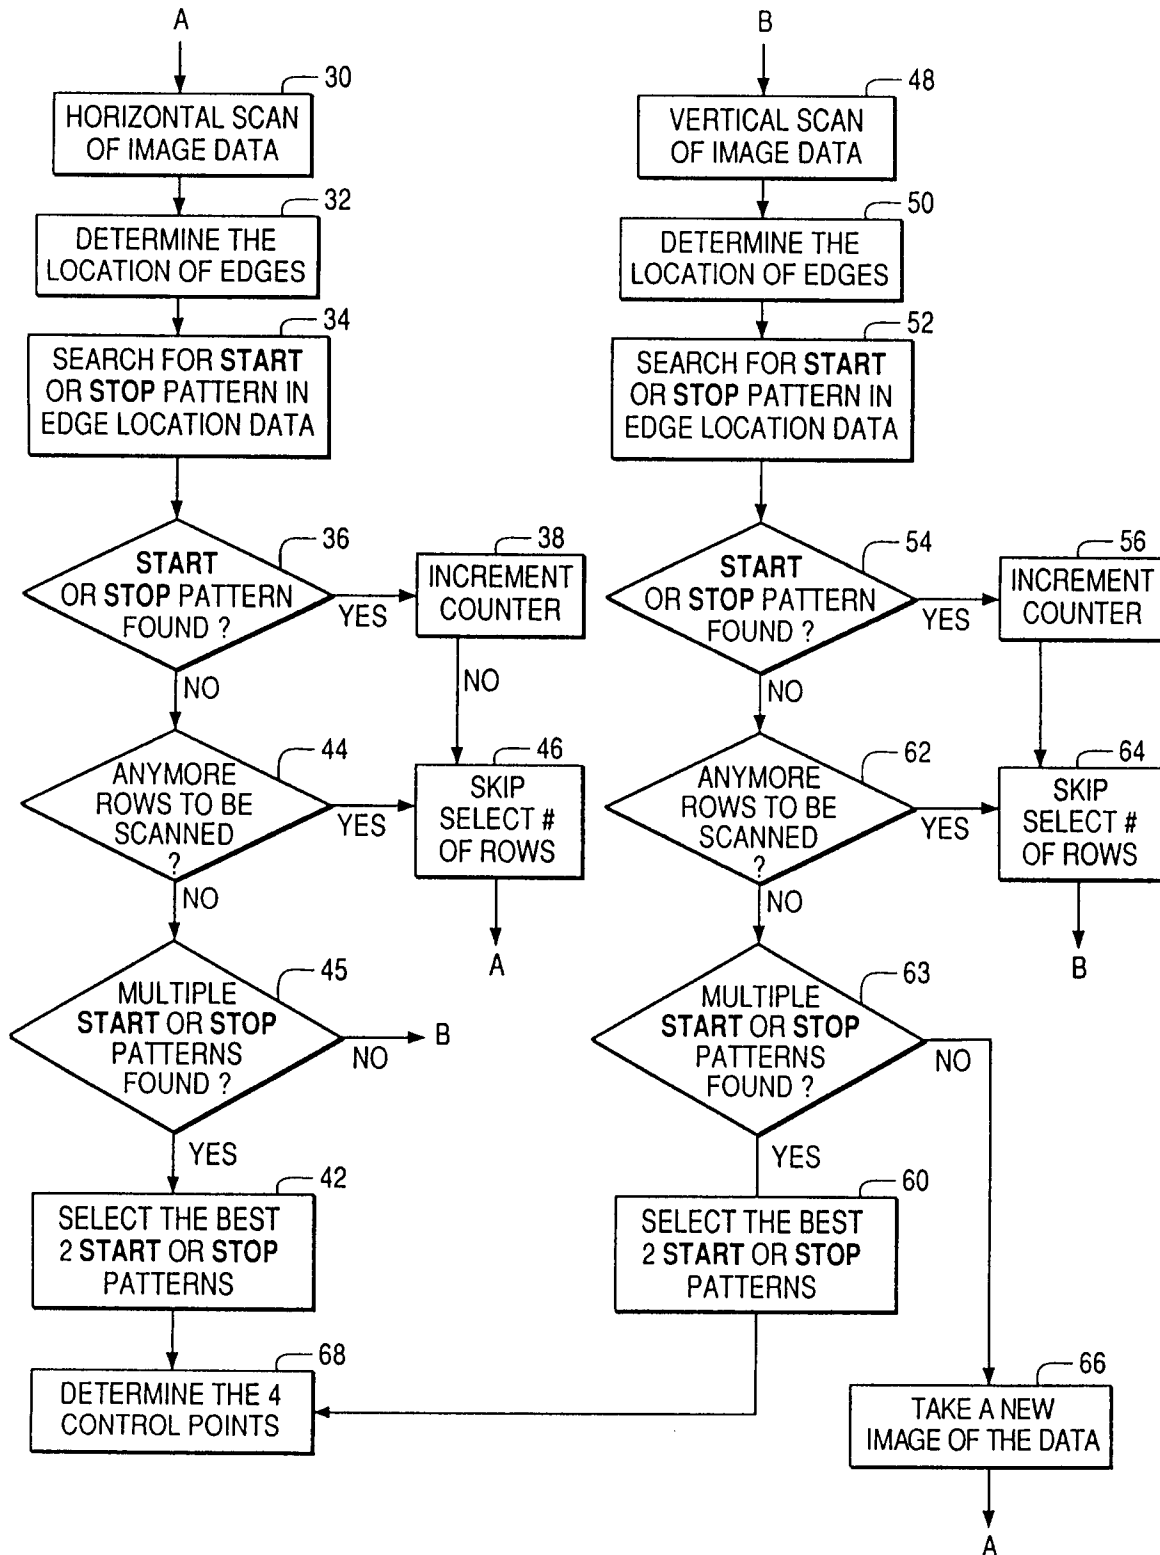 A
30
HORIZONTAL SCAN
OF IMAGE DATA
32
DETERMINE THE
LOCATION OF EDGES
34
SEARCH FOR START
OR STOP PATTERN IN
EDGE LOCATION DATA
36
START
OR STOP PATTERN
FOUND ?
YES
38
INCREMENT
COUNTER
NO
NO
44
ANYMORE
ROWS TO BE
SCANNED
?
YES
46
SKIP
SELECT #
OF ROWS
A
NO
45
MULTIPLE
START OR STOP
PATTERNS
FOUND ?
NO
B
YES
42
SELECT THE BEST
2 START OR STOP
PATTERNS
68
DETERMINE THE 4
CONTROL POINTS
B
48
VERTICAL SCAN
OF IMAGE DATA
50
DETERMINE THE
LOCATION OF EDGES
52
SEARCH FOR START
OR STOP PATTERN IN
EDGE LOCATION DATA
54
START
OR STOP PATTERN
FOUND ?
YES
56
INCREMENT
COUNTER
NO
62
ANYMORE
ROWS TO BE
SCANNED
?
YES
64
SKIP
SELECT #
OF ROWS
B
NO
63
MULTIPLE
START OR STOP
PATTERNS
FOUND ?
NO
YES
60
SELECT THE BEST
2 START OR STOP
PATTERNS
66
TAKE A NEW
IMAGE OF THE DATA
A